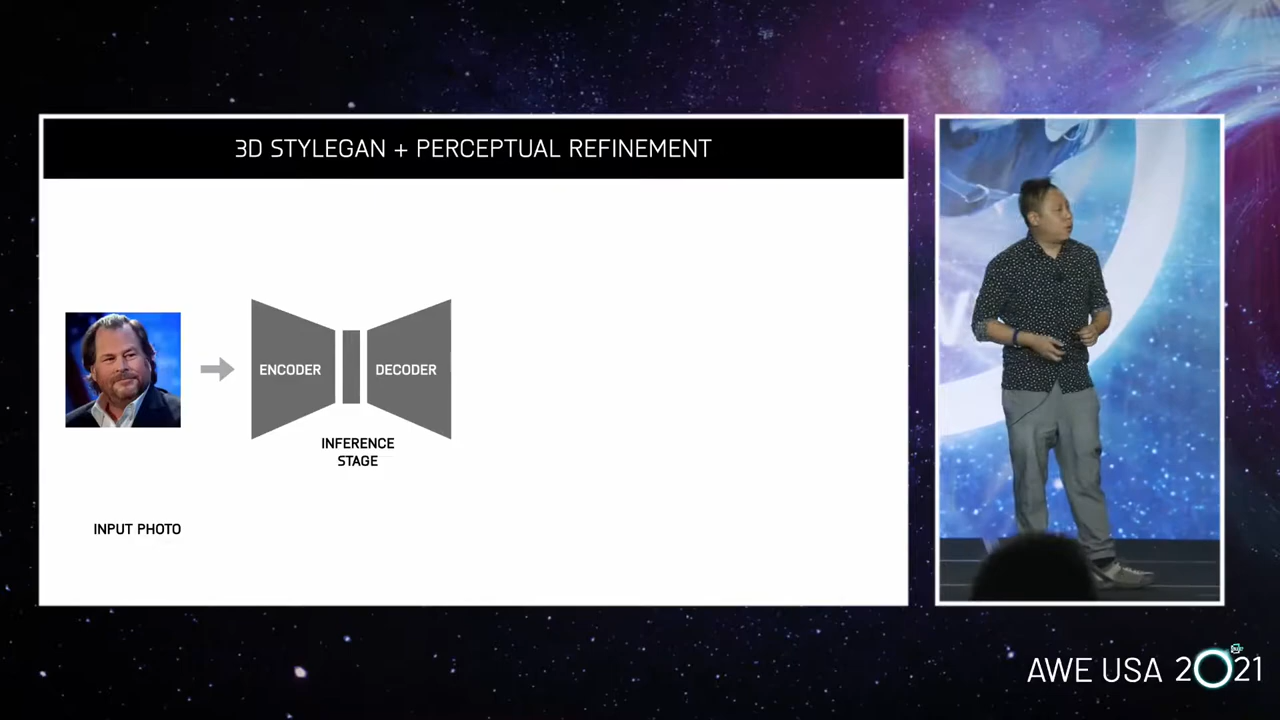 3D STYLEGAN + PERCEPTUAL REFINEMENT
ENCODER
DECODER
INFERENCE
STAGE
INPUT PHOTO
AWE USA 2021